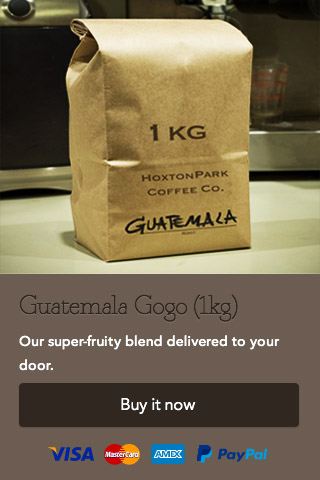 1 KG
HoxtonPark
Coffee Co.
GUATEMALA
Guatemala Gogo (1kg)
Our super-fruity blend delivered to your
door.
Buy it now
VISA MasterCard AMEX PayPal